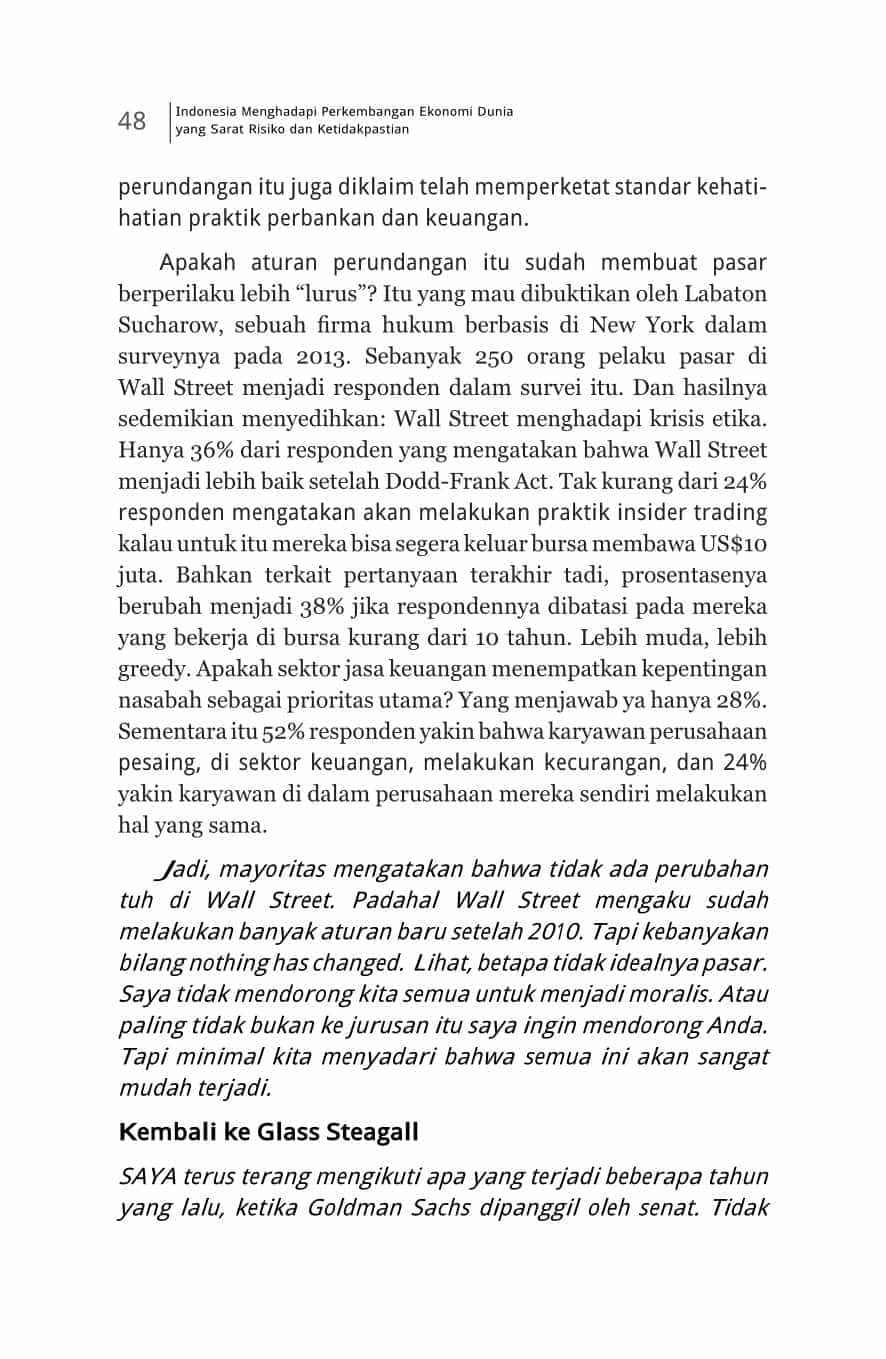 48
Indonesia Menghadapi Perkembangan Ekonomi Dunia
yang Sarat Risiko dan Ketidakpastian
perundangan itu juga diklaim telah memperketat standar kehati-
hatian praktik perbankan dan keuangan.
Apakah aturan perundangan itu sudah membuat pasar
berperilaku lebih “lurus”? Itu yang mau dibuktikan oleh Labaton
Sucharow, sebuah firma hukum berbasis di New York dalam
surveynya pada 2013. Sebanyak 250 orang pelaku pasar di
Wall Street menjadi responden dalam survei itu. Dan hasilnya
sedemikian menyedihkan: Wall Street menghadapi krisis etika.
Hanya 36% dari responden yang mengatakan bahwa Wall Street
menjadi lebih baik setelah Dodd-Frank Act. Tak kurang dari 24%
responden mengatakan akan melakukan praktik insider trading
kalau untuk itu mereka bisa segera keluar bursa membawa US$10
juta. Bahkan terkait pertanyaan terakhir tadi, prosentasenya
berubah menjadi 38% jika respondennya dibatasi pada mereka
yang bekerja di bursa kurang dari 10 tahun. Lebih muda, lebih
greedy. Apakah sektor jasa keuangan menempatkan kepentingan
nasabah sebagai prioritas utama? Yang menjawab ya hanya 28%.
Sementara itu 52% responden yakin bahwa karyawan perusahaan
pesaing, di sektor keuangan, melakukan kecurangan, dan 24%
yakin karyawan di dalam perusahaan mereka sendiri melakukan
hal yang sama.
Jadi, mayoritas mengatakan bahwa tidak ada perubahan
tuh di Wall Street. Padahal Wall Street mengaku sudah
melakukan banyak aturan baru setelah 2010. Tapi kebanyakan
bilang nothing has changed. Lihat, betapa tidak idealnya pasar.
Saya tidak mendorong kita semua untuk menjadi moralis. Atau
paling tidak bukan ke jurusan itu saya ingin mendorong Anda.
Tapi minimal kita menyadari bahwa semua ini akan sangat
mudah terjadi.
Kembali ke Glass Steagall
SAYA terus terang mengikuti apa yang terjadi beberapa tahun
yang lalu, ketika Goldman Sachs dipanggil oleh senat. Tidak